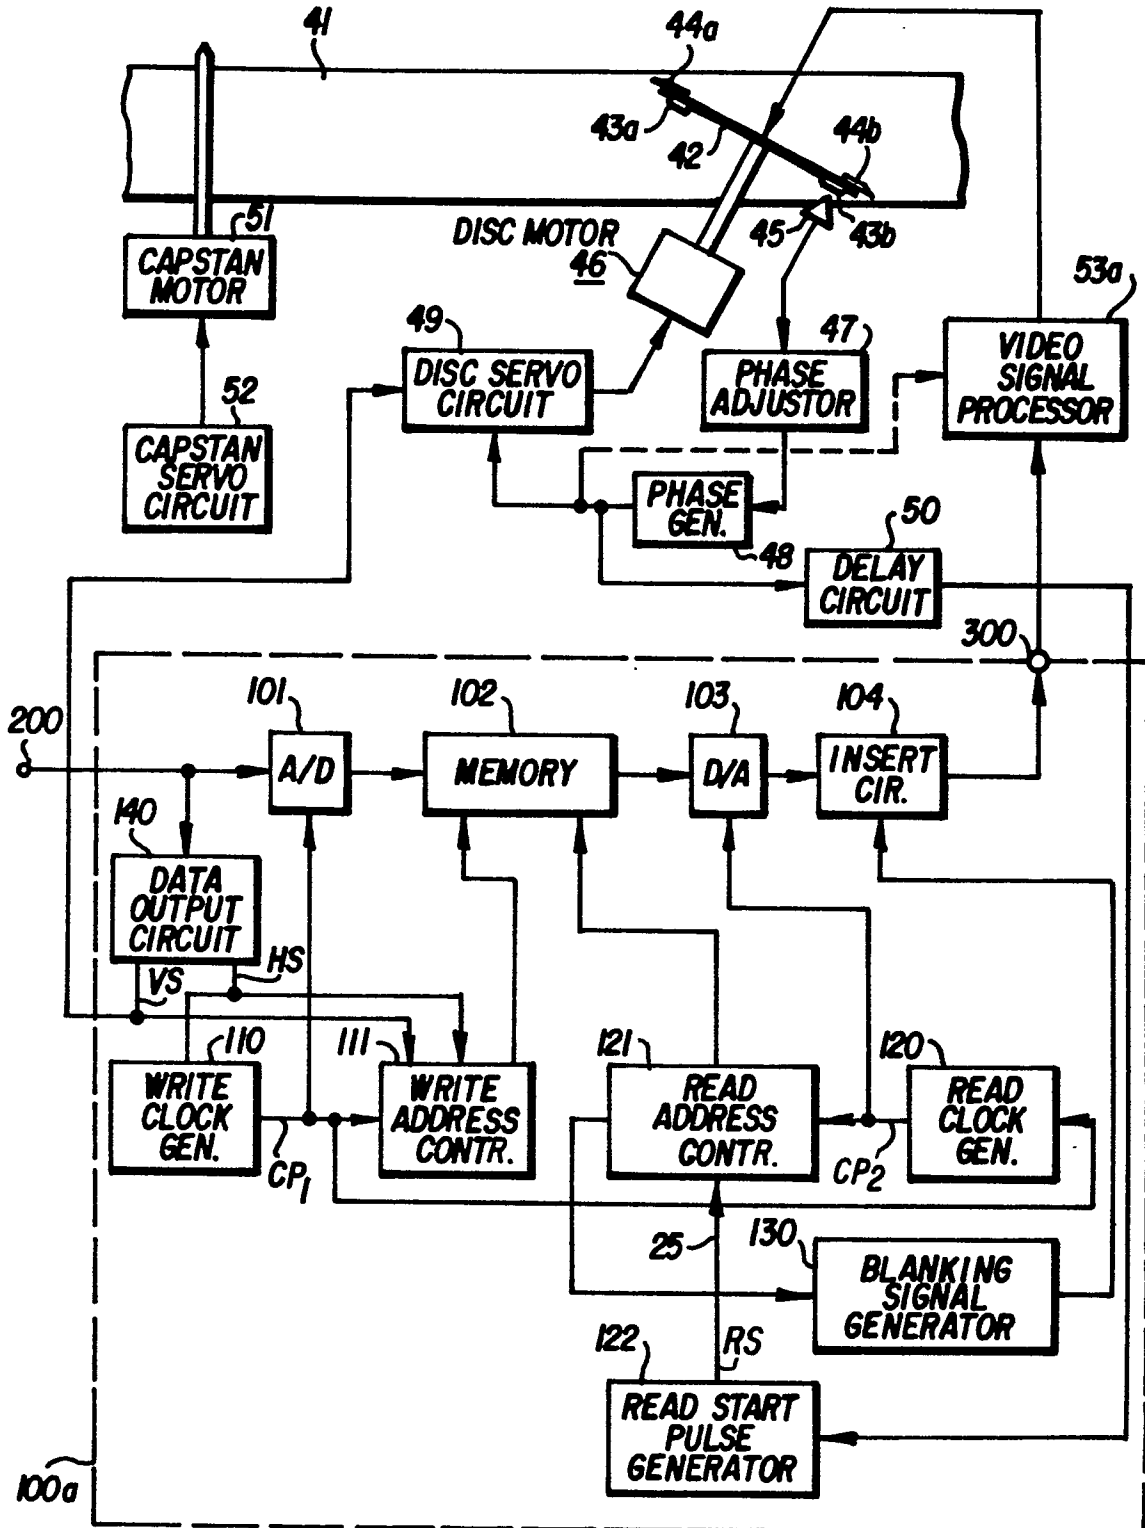 41
44a
43a
42
44b
45
43b
51
DISC MOTOR
46
CAPSTAN
MOTOR
53a
49
47
DISC SERVO
CIRCUIT
PHASE
ADJUSTOR
VIDEO
SIGNAL
PROCESSOR
52
CAPSTAN
SERVO
CIRCUIT
PHASE
GEN.
48
50
DELAY
CIRCUIT
300
200
101
102
103
104
A/D
MEMORY
D/A
INSERT
CIR.
140
DATA
OUTPUT
CIRCUIT
VS
HS
110
111
121
120
WRITE
CLOCK
GEN.
WRITE
ADDRESS
CONTR.
READ
ADDRESS
CONTR.
READ
CLOCK
GEN.
CP1
CP2
25
130
BLANKING
SIGNAL
GENERATOR
122
RS
READ START
PULSE
GENERATOR
100a